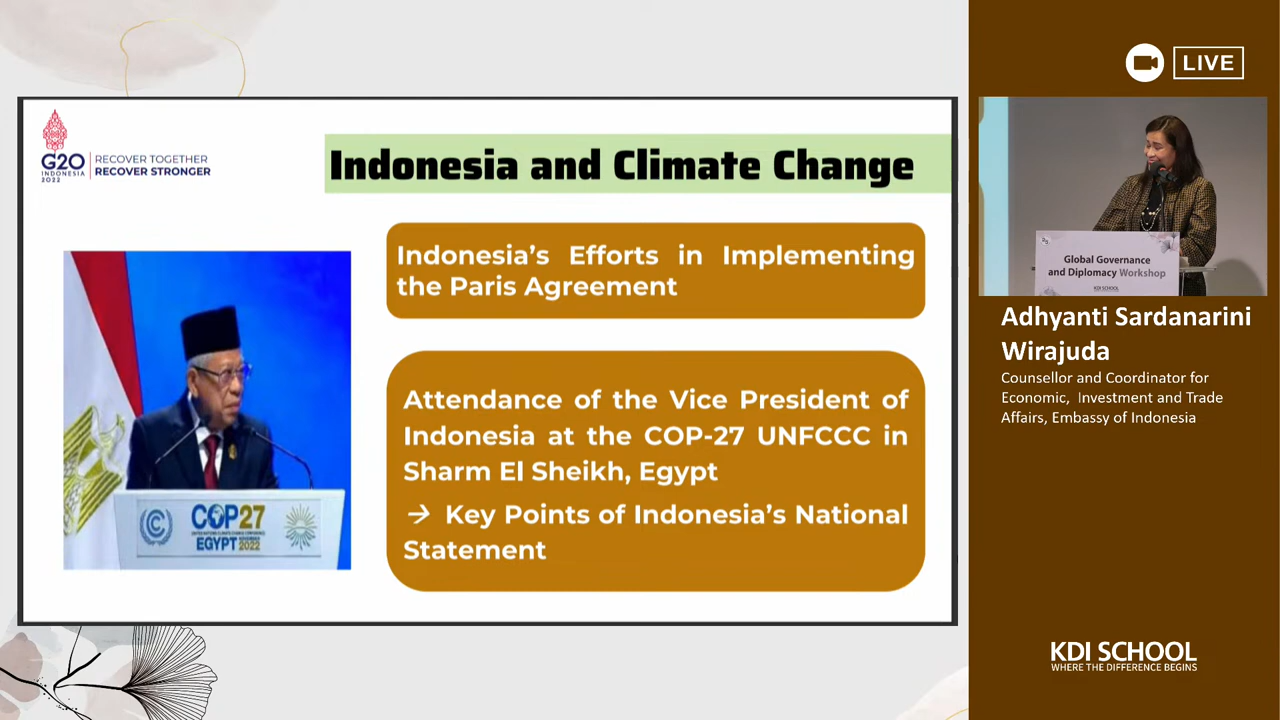 G20
INDONESIA
2022
RECOVER TOGETHER
RECOVER STRONGER
Indonesia and Climate Change
Indonesia's Efforts in Implementing
the Paris Agreement
Attendance of the Vice President of
Indonesia at the COP-27 UNFCCC in
Sharm El Sheikh, Egypt
→ Key Points of Indonesia's National
Statement
COP27
EGYPT
2022
LIVE
Global Governance
and Diplomacy Workshop
KDI SCHOOL
Adhyanti Sardanarini
Wirajuda
Counsellor and Coordinator for
Economic, Investment and Trade
Affairs, Embassy of Indonesia
KDI SCHOOL
WHERE THE DIFFERENCE BEGINS